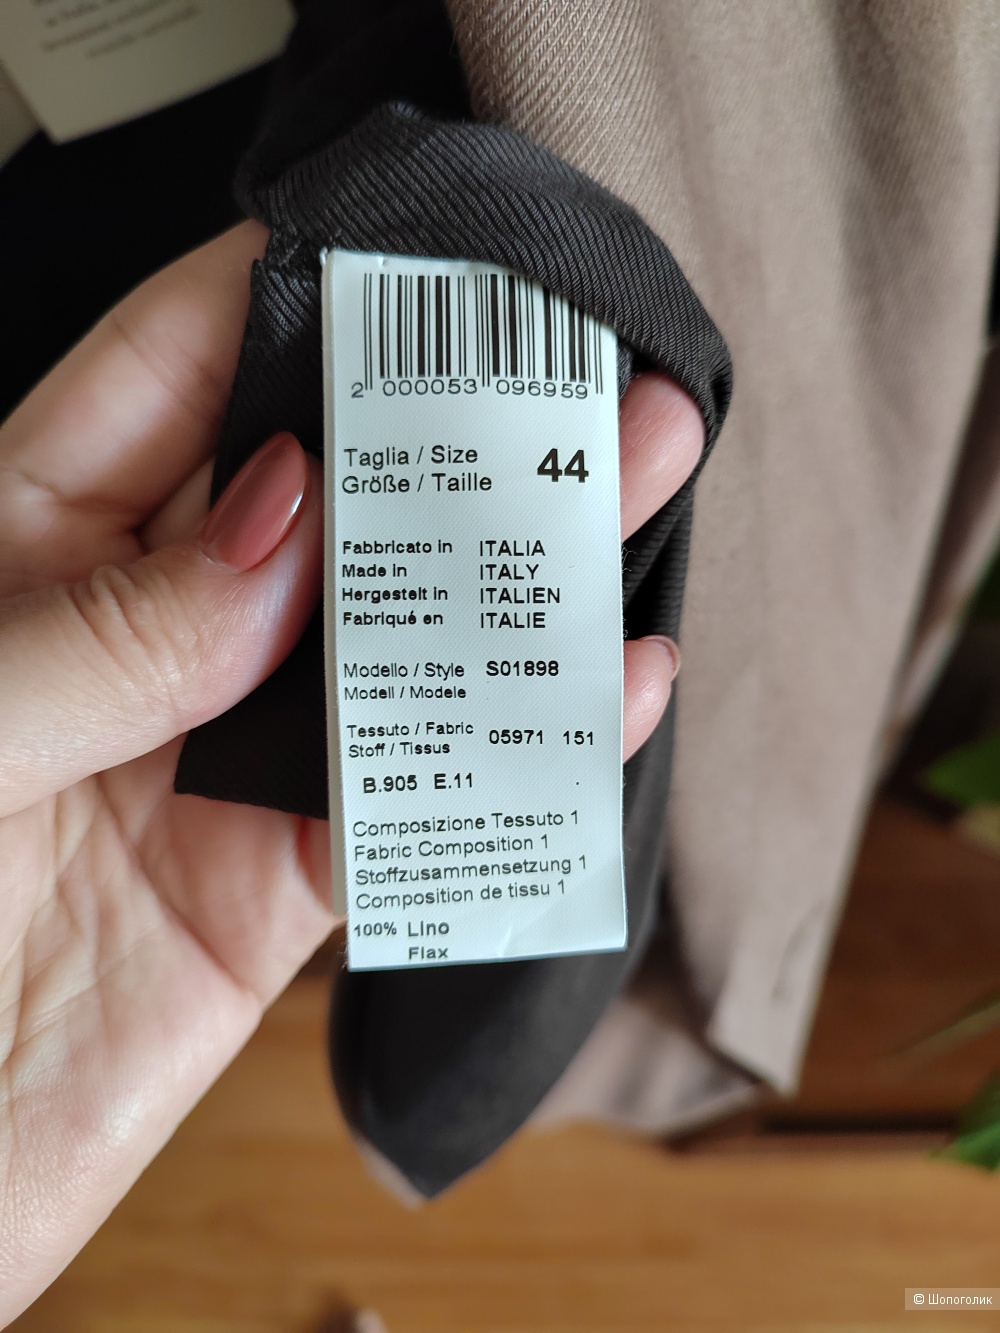 2 000053 096959
Taglia / Size
Größe / Taille
44
Fabbricato in ITALIA
Made in ITALY
Hergestelt in ITALIEN
Fabriqué en ITALIE
Modello / Style S01898
Modell / Modele
Tessuto / Fabric
Stoff / Tissus
05971 151
B.905 E.11
Composizione Tessuto 1
Fabric Composition 1
Stoffzusammensetzung 1
Composition de tissu 1
100% Lino
Flax
© Шопоголик